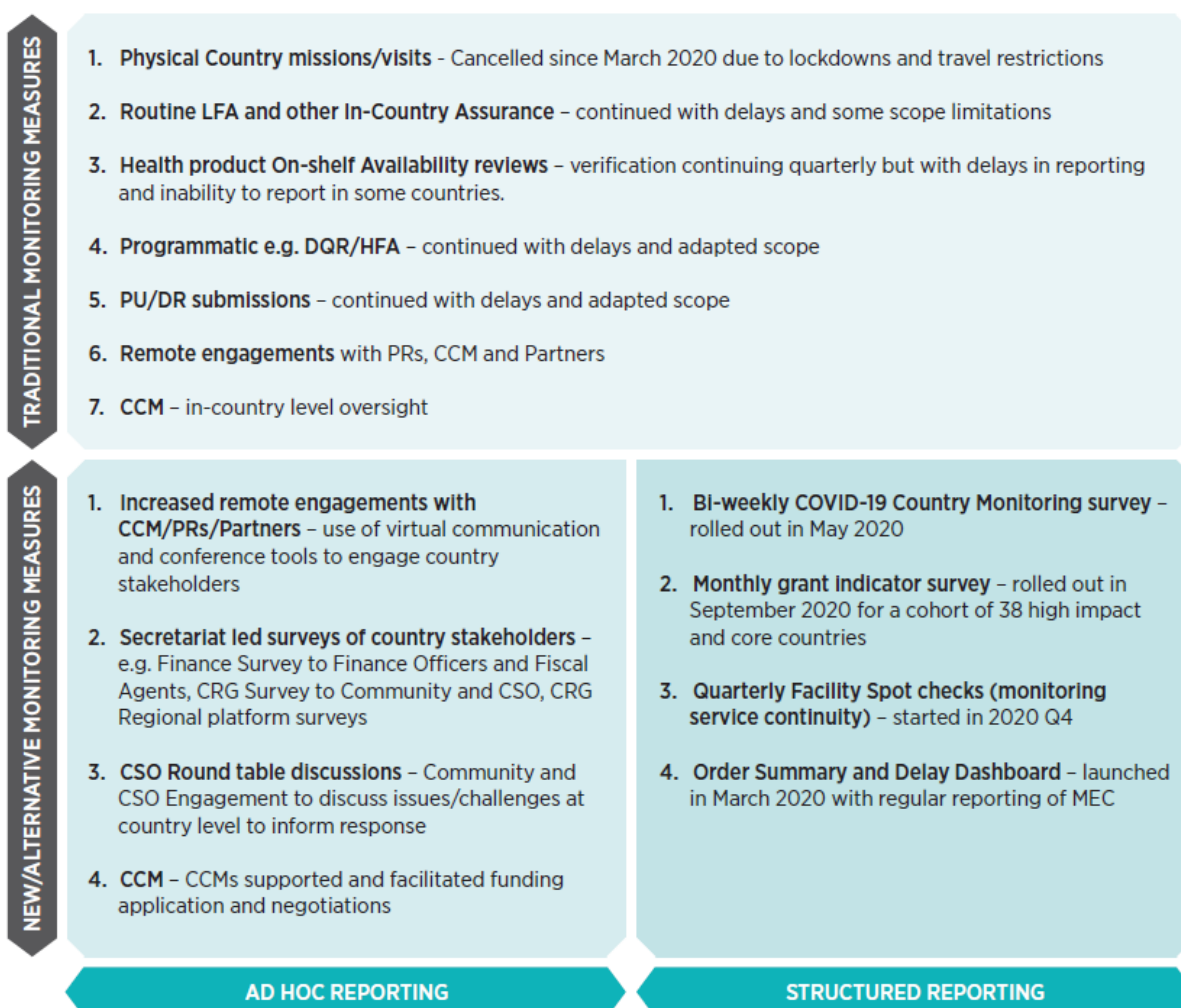 TRADITIONAL MONITORING MEASURES
1. Physical Country missions/visits - Cancelled since March 2020 due to lockdowns and travel restrictions
2. Routine LFA and other In-Country Assurance – continued with delays and some scope limitations
3. Health product On-shelf Availability reviews – verification continuing quarterly but with delays in reporting
and inability to report in some countries.
4. Programmatic e.g. DQR/HFA – continued with delays and adapted scope
5. PU/DR submissions – continued with delays and adapted scope
6. Remote engagements with PRs, CCM and Partners
7. CCM – in-country level oversight
NEW/ALTERNATIVE MONITORING MEASURES
1. Increased remote engagements with
CCM/PRs/Partners – use of virtual communication
and conference tools to engage country
stakeholders
2. Secretariat led surveys of country stakeholders –
e.g. Finance Survey to Finance Officers and Fiscal
Agents, CRG Survey to Community and CSO, CRG
Regional platform surveys
3. CSO Round table discussions – Community and
CSO Engagement to discuss issues/challenges at
country level to inform response
4. CCM – CCMs supported and facilitated funding
application and negotiations
1. Bi-weekly COVID-19 Country Monitoring survey –
rolled out in May 2020
2. Monthly grant indicator survey – rolled out in
September 2020 for a cohort of 38 high impact
and core countries
3. Quarterly Facility Spot checks (monitoring
service continuity) – started in 2020 Q4
4. Order Summary and Delay Dashboard – launched
in March 2020 with regular reporting of MEC
AD HOC REPORTING
STRUCTURED REPORTING